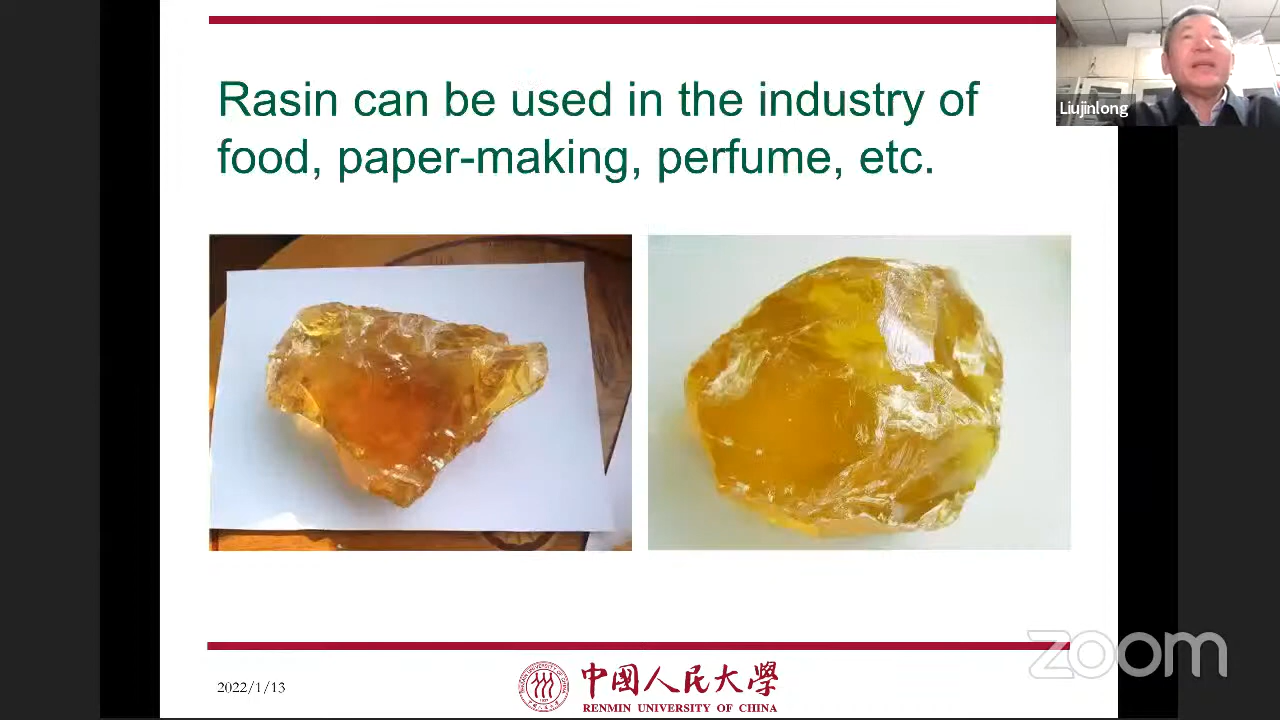 Rasin can be used in the industry of
food, paper-making, perfume, etc.
Liujinlong
2022/1/13
中國人民大學
RENMIN UNIVERSITY OF CHINA
zoom